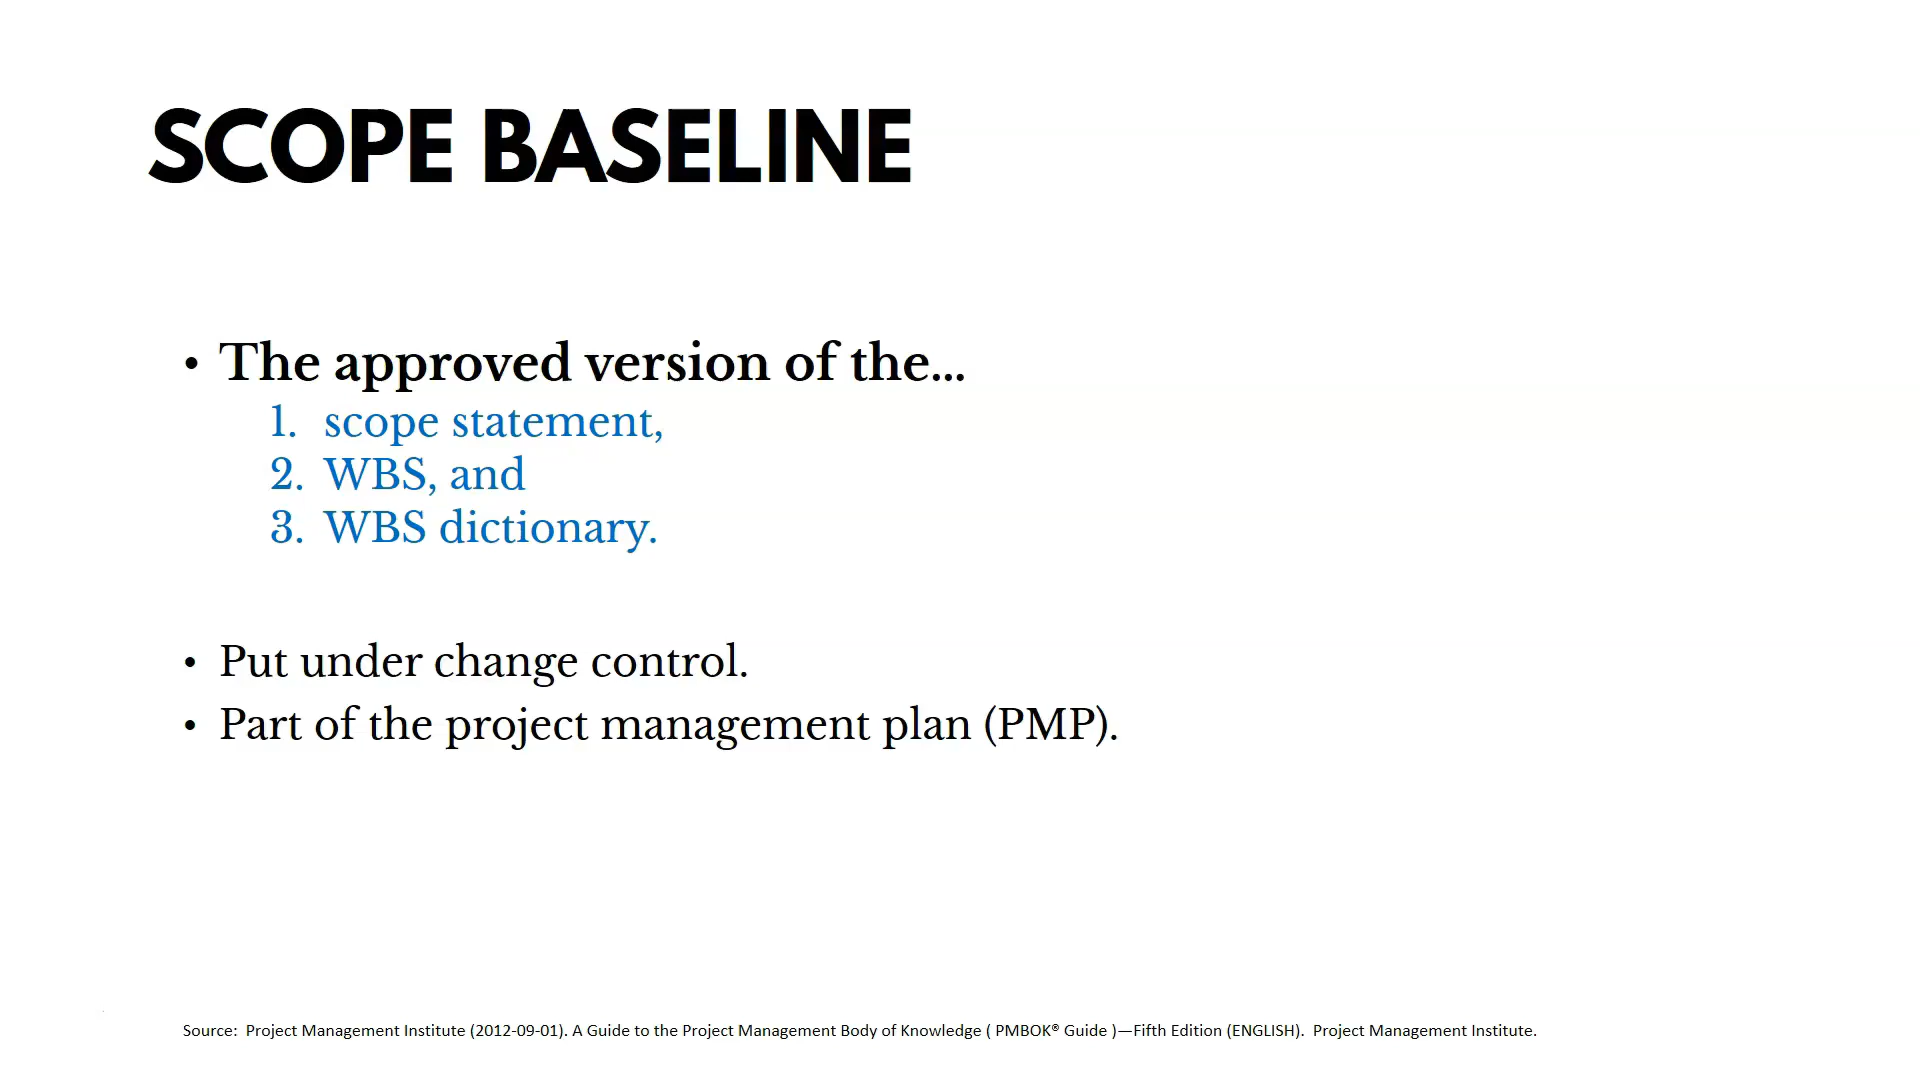 SCOPE BASELINE
• The approved version of the...
1. scope statement,
2. WBS, and
3. WBS dictionary.
• Put under change control.
• Part of the project management plan (PMP).
Source:  Project Management Institute (2012-09-01). A Guide to the Project Management Body of Knowledge ( PMBOK® Guide )—Fifth Edition (ENGLISH).  Project Management Institute.